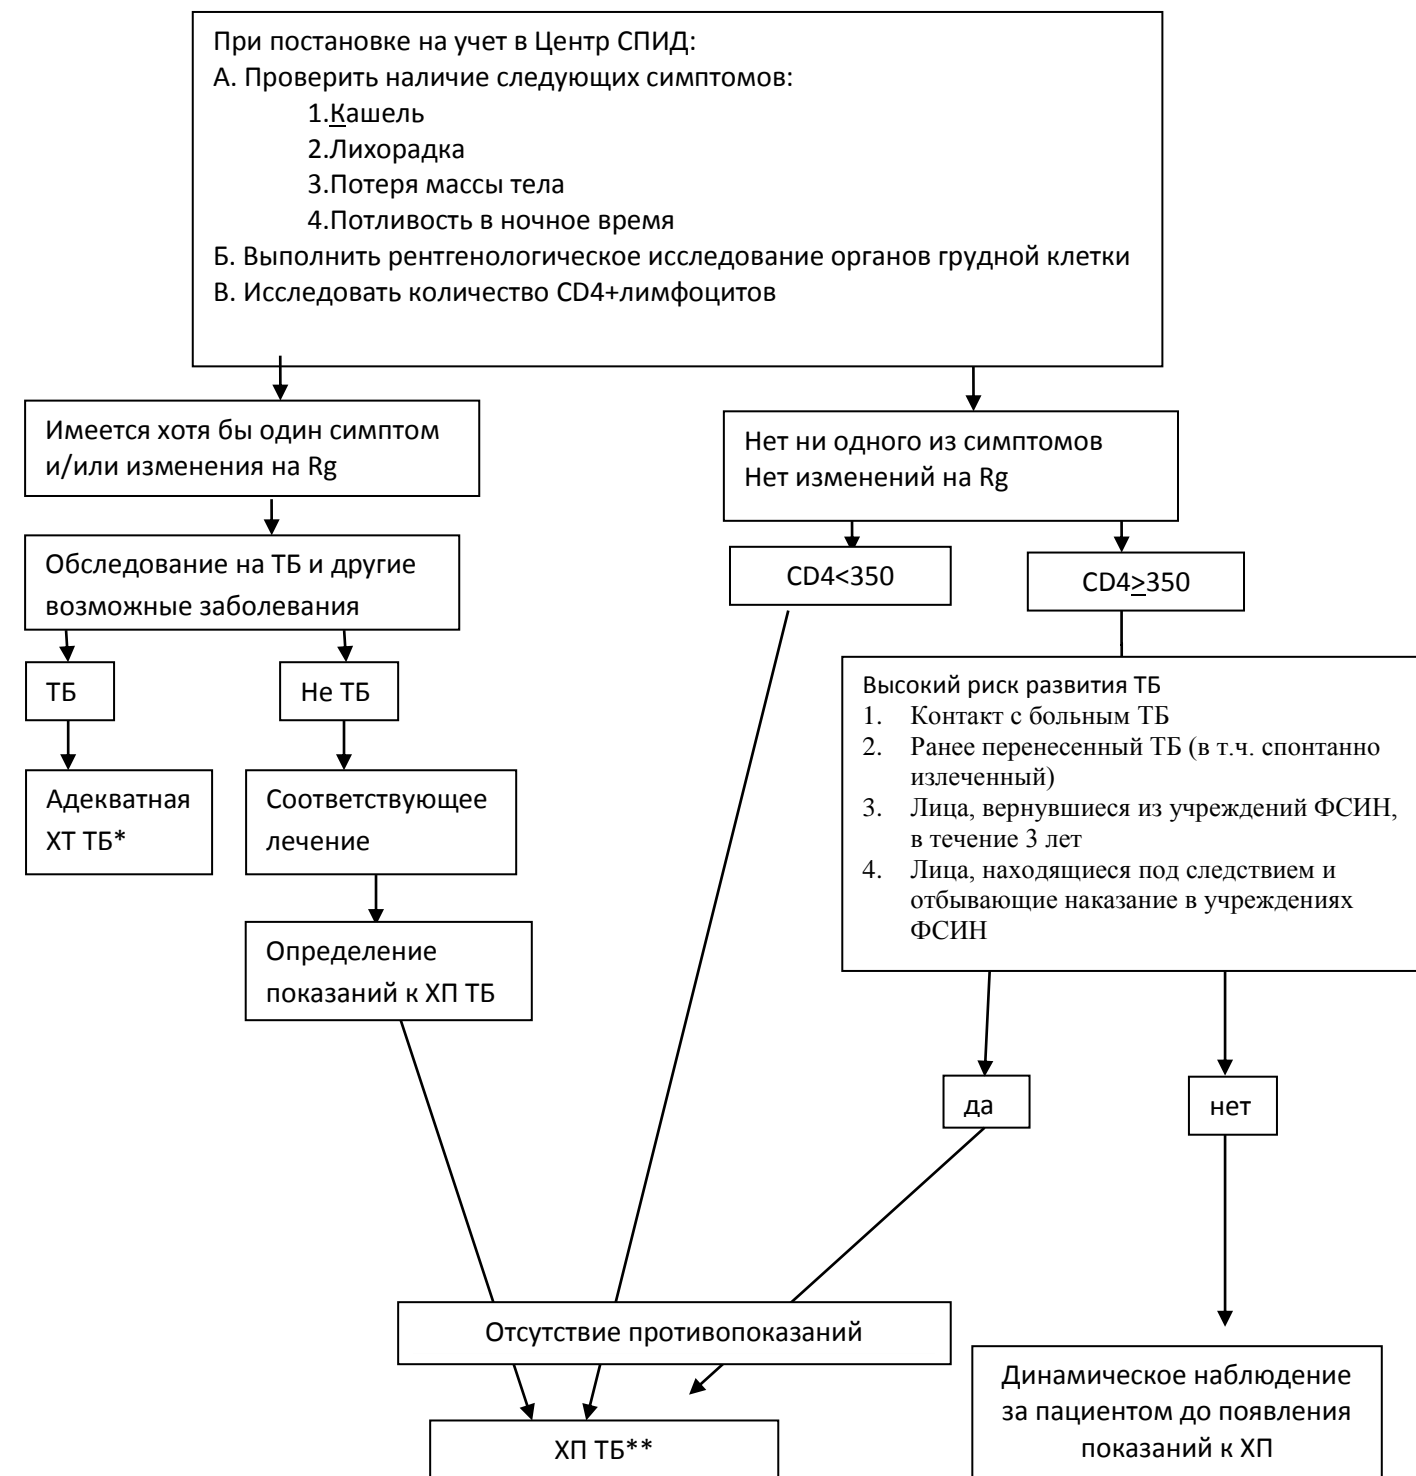 При постановке на учет в Центр СПИД:
А. Проверить наличие следующих симптомов:
1.Кашель
2.Лихорадка
3.Потеря массы тела
4.Потливость в ночное время
Б. Выполнить рентгенологическое исследование органов грудной клетки
В. Исследовать количество CD4+лимфоцитов
Имеется хотя бы один симптом
и/или изменения на Rg
Нет ни одного из симптомов
Нет изменений на Rg
Обследование на ТБ и другие
возможные заболевания
CD4<350
CD4≥350
ТБ
Не ТБ
Высокий риск развития ТБ
1. Контакт с больным ТБ
2. Ранее перенесенный ТБ (в т.ч. спонтанно
излеченный)
3. Лица, вернувшиеся из учреждений ФСИН,
в течение 3 лет
4. Лица, находящиеся под следствием и
отбывающие наказание в учреждениях
ФСИН
Адекватная
ХТ ТБ*
Соответствующее
лечение
Определение
показаний к ХП ТБ
да
нет
Отсутствие противопоказаний
ХП ТБ**
Динамическое наблюдение
за пациентом до появления
показаний к ХП